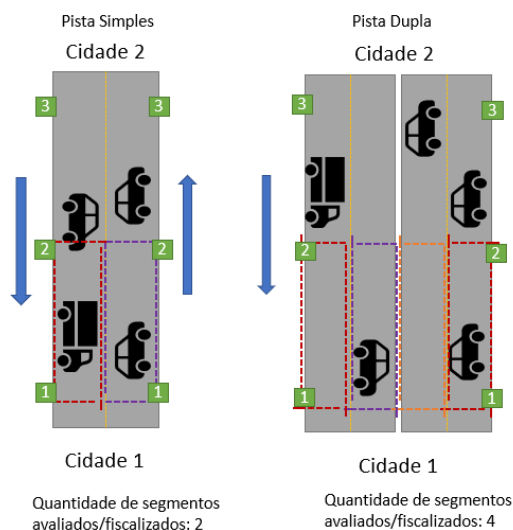 Pista Simples
Cidade 2
3 3
2 2
1 1
Cidade 1
Quantidade de segmentos
avaliados/fiscalizados: 2
Pista Dupla
Cidade 2
3 3
2 2
1 1
Cidade 1
Quantidade de segmentos
avaliados/fiscalizados: 4